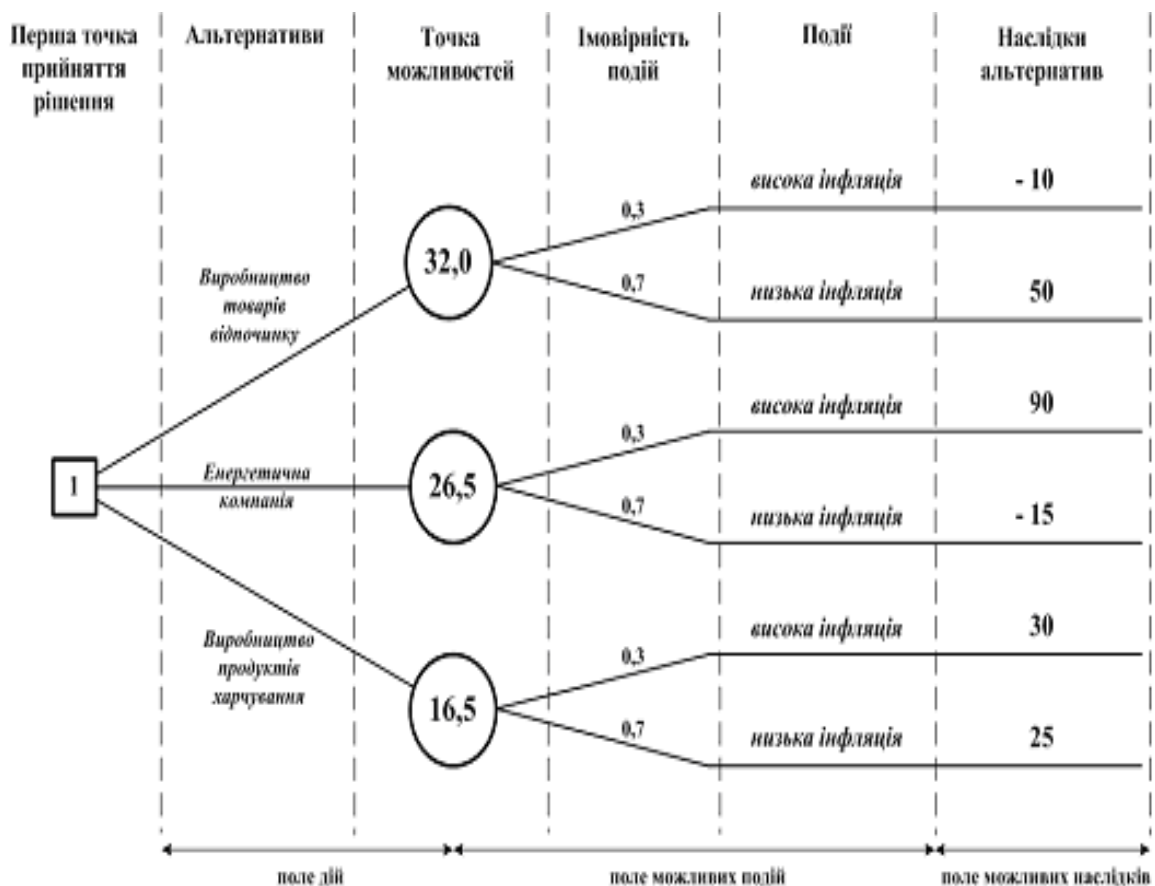 Перша точка
прийняття
рішення
Альтернативи
Точка
можливостей
Імовірність
подій
Події
Наслідки
альтернатив
висока інфляція
- 10
0,3
32,0
0,7
Виробництво
товарів
відпочинку
низька інфляція
50
висока інфляція
90
0,3
1
Енергетична
компанія
26,5
0,7
низька інфляція
- 15
висока інфляція
30
0,3
Виробництво
продуктів
харчування
16,5
0,7
низька інфляція
25
поле дій
поле можливих подій
поле можливих наслідків